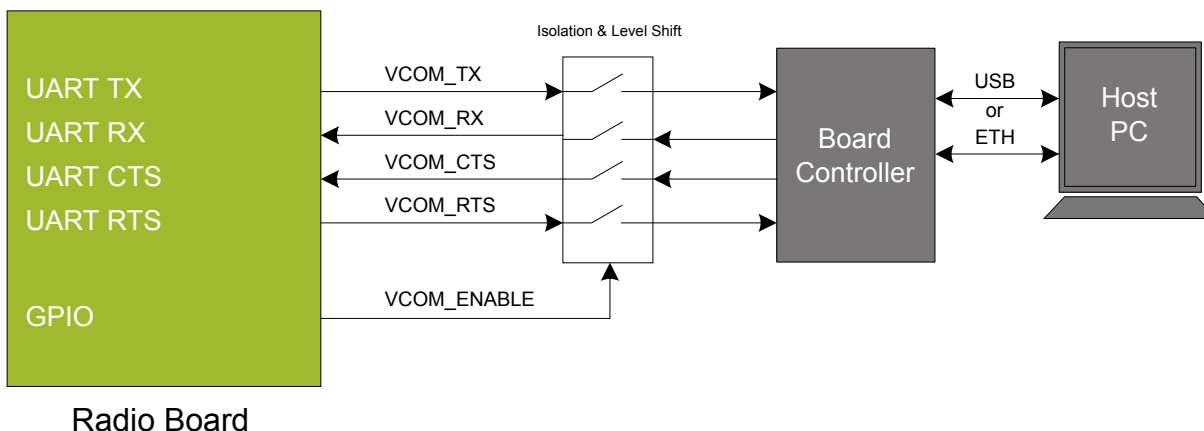 Isolation & Level Shift
UART TX
VCOM_TX
UART RX
VCOM_RX
UART CTS
VCOM_CTS
UART RTS
VCOM_RTS
GPIO
VCOM_ENABLE
Board
Controller
USB
or
ETH
Host
PC
Radio Board